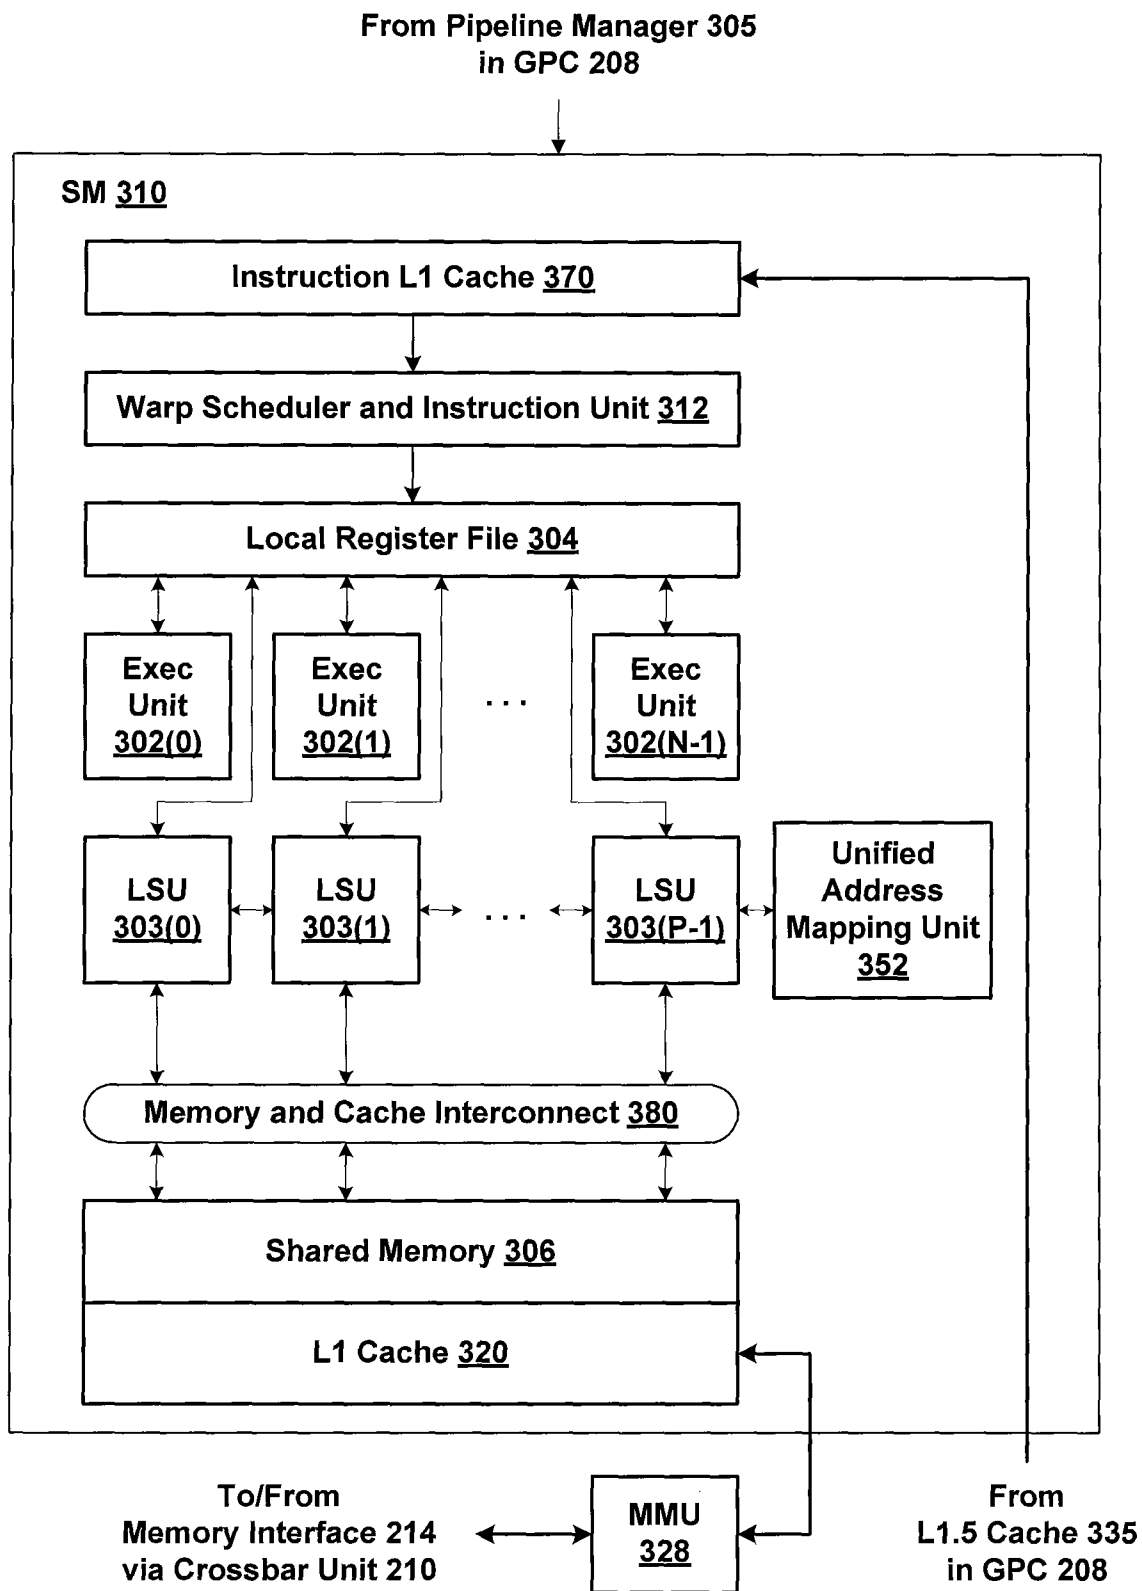 From Pipeline Manager 305
in GPC 208
SM 310
Instruction L1 Cache 370
Warp Scheduler and Instruction Unit 312
Local Register File 304
Exec
Unit
302(0)
Exec
Unit
302(1)
. . .
Exec
Unit
302(N-1)
LSU
303(0)
LSU
303(1)
. . .
LSU
303(P-1)
Unified
Address
Mapping Unit
352
Memory and Cache Interconnect 380
Shared Memory 306
L1 Cache 320
To/From
Memory Interface 214
via Crossbar Unit 210
MMU
328
From
L1.5 Cache 335
in GPC 208